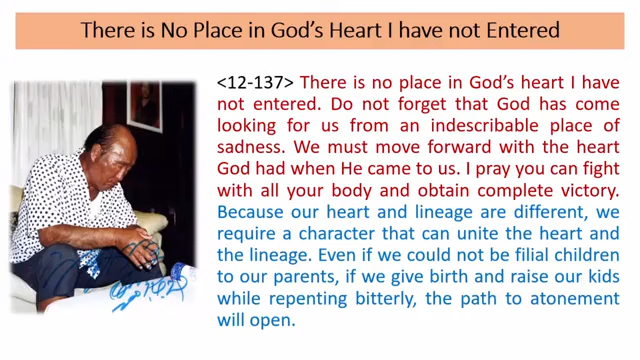 There is No Place in God's Heart I have not Entered
<12-137> There is no place in God's heart I have
not entered. Do not forget that God has come
looking for us from an indescribable place of
sadness. We must move forward with the heart
God had when He came to us. I pray you can fight
with all your body and obtain complete victory.
Because our heart and lineage are different, we
require a character that can unite the heart and
the lineage. Even if we could not be filial children
to our parents, if we give birth and raise our kids
while repenting bitterly, the path to atonement
will open.